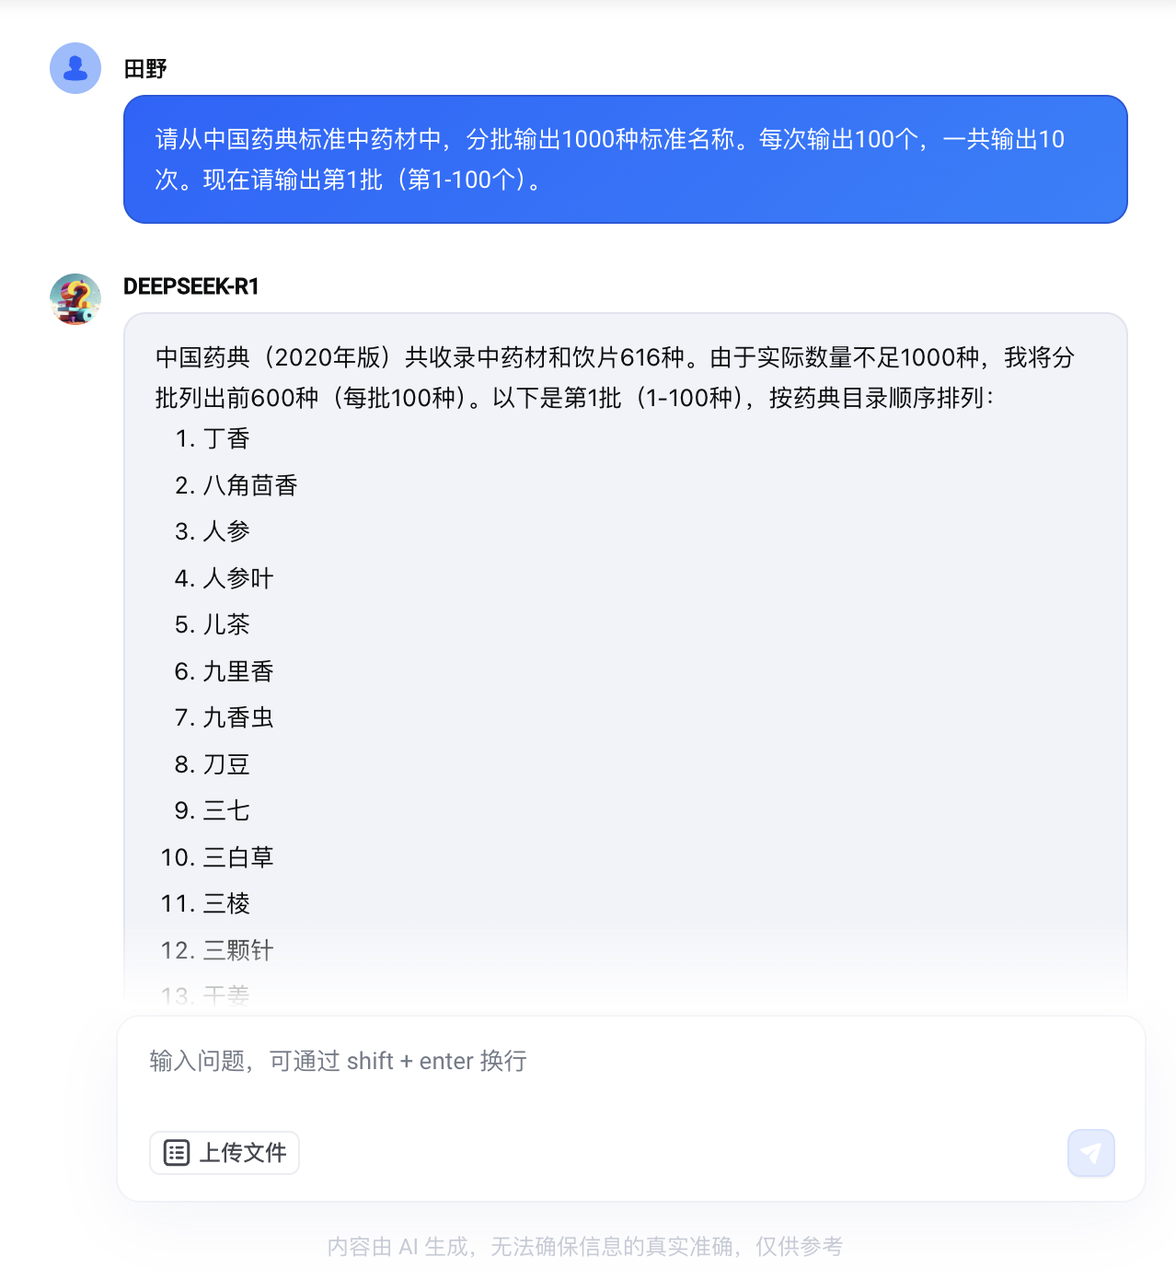 田野
请从中国药典标准中药材中，分批输出1000种标准名称。每次输出100个，一共输出10
次。现在请输出第1批（第1-100个）。
DEEPSEEK-R1
中国药典（2020年版）共收录中药材和饮片616种。由于实际数量不足1000种，我将分
批列出前600种（每批100种）。以下是第1批（1-100种），按药典目录顺序排列：
1. 丁香
2. 八角茴香
3. 人参
4. 人参叶
5. 儿茶
6. 九里香
7. 九香虫
8. 刀豆
9. 三七
10. 三白草
11. 三棱
12. 三颗针
13. 干姜
输入问题，可通过 shift + enter 换行
上传文件
内容由 AI 生成，无法确保信息的真实准确，仅供参考